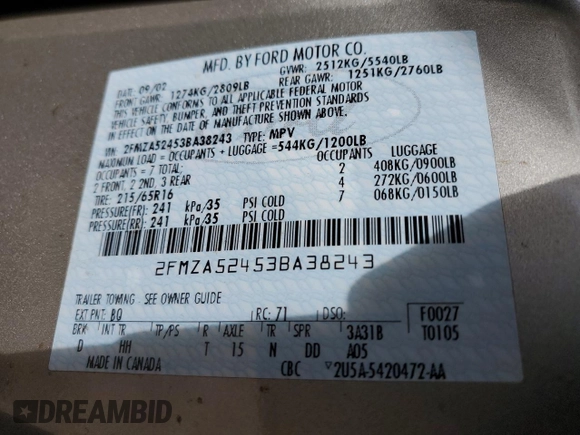 MFD. BY FORD MOTOR CO.
DATE: 09/02 GVWR: 2512KG/5540LB
FRONT GAWR: 1274KG/2809LB REAR GAWR: 1251KG/2760LB
THIS VEHICLE CONFORMS TO ALL APPLICABLE FEDERAL MOTOR
VEHICLE SAFETY, BUMPER, AND THEFT PREVENTION STANDARDS
IN EFFECT ON THE DATE OF MANUFACTURE SHOWN ABOVE.
VIN: 2FMZA52453BA38243 TYPE: MPV
MAXIMUM LOAD = OCCUPANTS + LUGGAGE =544KG/1200LB
OCCUPANTS = 7 TOTAL: OCCUPANTS LUGGAGE
2 FRONT, 2 2ND, 3 REAR 2 408KG/0900LB
TIRE: 215/65R16 4 272KG/0600LB
PRESSURE(FR): 241 kPa/35 PSI COLD 7 068KG/0150LB
PRESSURE(RR): 241 kPa/35 PSI COLD
2FMZA52453BA38243
TRAILER TOWING - SEE OWNER GUIDE
EXT PNT: BQ RC: 71 DSO: F0027
BRK INT TR TP/PS R AXLE TR SPR 3A31B T0105
D HH T 15 N DD A05
MADE IN CANADA CBC ▽2U5A-5420472-AA
DREAMBID